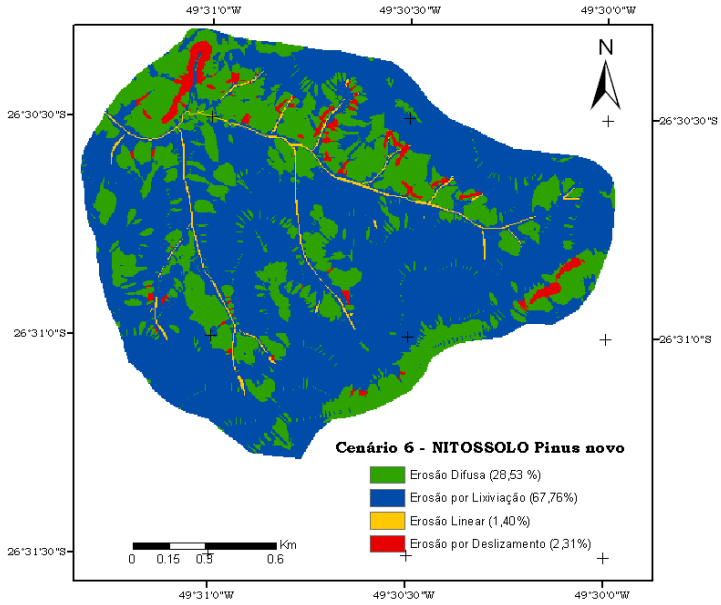 49°31'0"W
49°30'30"W
49°30'0"W
N
26°30'30"S
26°30'30"S
26°31'0"S
26°31'0"S
Cenário 6 - NITOSSOLO Pinus novo
Erosão Difusa (28,53 %)
Erosão por Lixiviação (67,76%)
Erosão Linear (1,40%)
Erosão por Deslizamento (2,31%)
26°31'30"S
Km
0 0.15 0.3 0.6
49°31'0"W
49°30'30"W
49°30'0"W